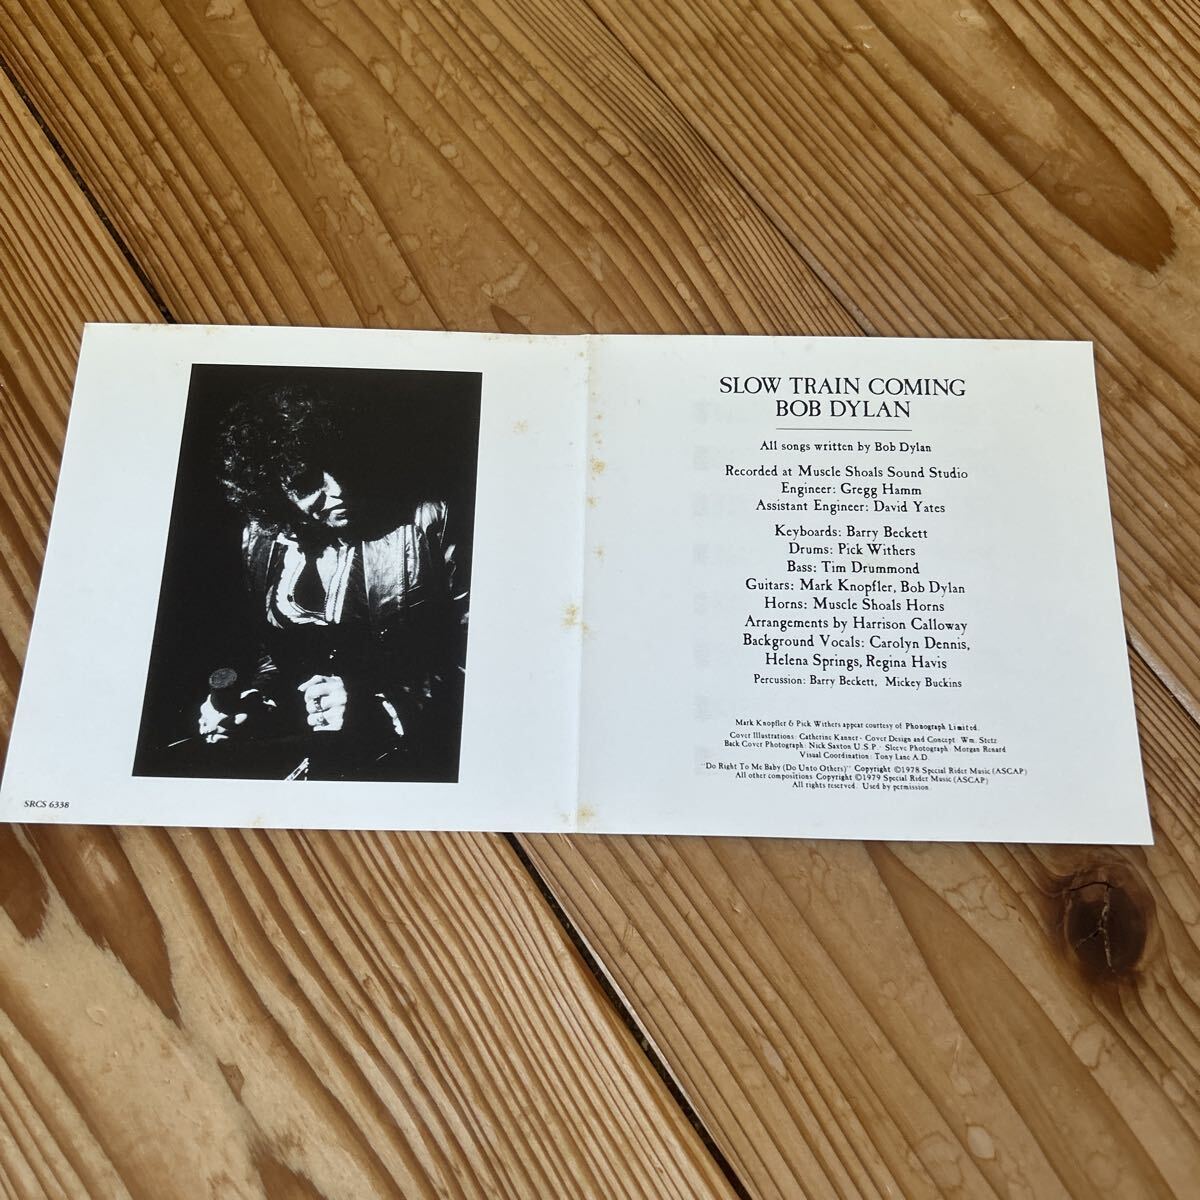 SRCS 6338
SLOW TRAIN COMING
BOB DYLAN
All songs written by Bob Dylan
Recorded at Muscle Shoals Sound Studio
Engineer: Gregg Hamm
Assistant Engineer: David Yates
Keyboards: Barry Beckett
Drums: Pick Withers
Bass: Tim Drummond
Guitars: Mark Knopfler, Bob Dylan
Horns: Muscle Shoals Horns
Arrangements by Harrison Calloway
Background Vocals: Carolyn Dennis,
Helena Springs, Regina Havis
Percussion: Barry Beckett, Mickey Buckins
Mark Knopfler & Pick Withers appear courtesy of Phonograph Limited.
Cover Illustrations: Catherine Kanner · Cover Design and Concept: Wm. Stetz
Back Cover Photograph: Nick Saxton U.S.P. · Sleeve Photograph: Morgan Renard
Visual Coordination: Tony Lane A.D.
"Do Right To Me Baby (Do Unto Others)" Copyright ©1978 Special Rider Music (ASCAP)
All other compositions Copyright ©1979 Special Rider Music (ASCAP)
All rights reserved. Used by permission.